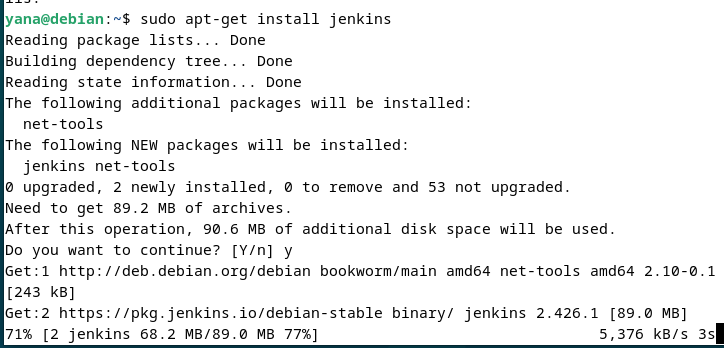 yana@debian:~$ sudo apt-get install jenkins
Reading package lists... Done
Building dependency tree... Done
Reading state information... Done
The following additional packages will be installed:
  net-tools
The following NEW packages will be installed:
  jenkins net-tools
0 upgraded, 2 newly installed, 0 to remove and 53 not upgraded.
Need to get 89.2 MB of archives.
After this operation, 90.6 MB of additional disk space will be used.
Do you want to continue? [Y/n] y
Get:1 http://deb.debian.org/debian bookworm/main amd64 net-tools amd64 2.10-0.1
[243 kB]
Get:2 https://pkg.jenkins.io/debian-stable binary/ jenkins 2.426.1 [89.0 MB]
71% [2 jenkins 68.2 MB/89.0 MB 77%] 5,376 kB/s 3s